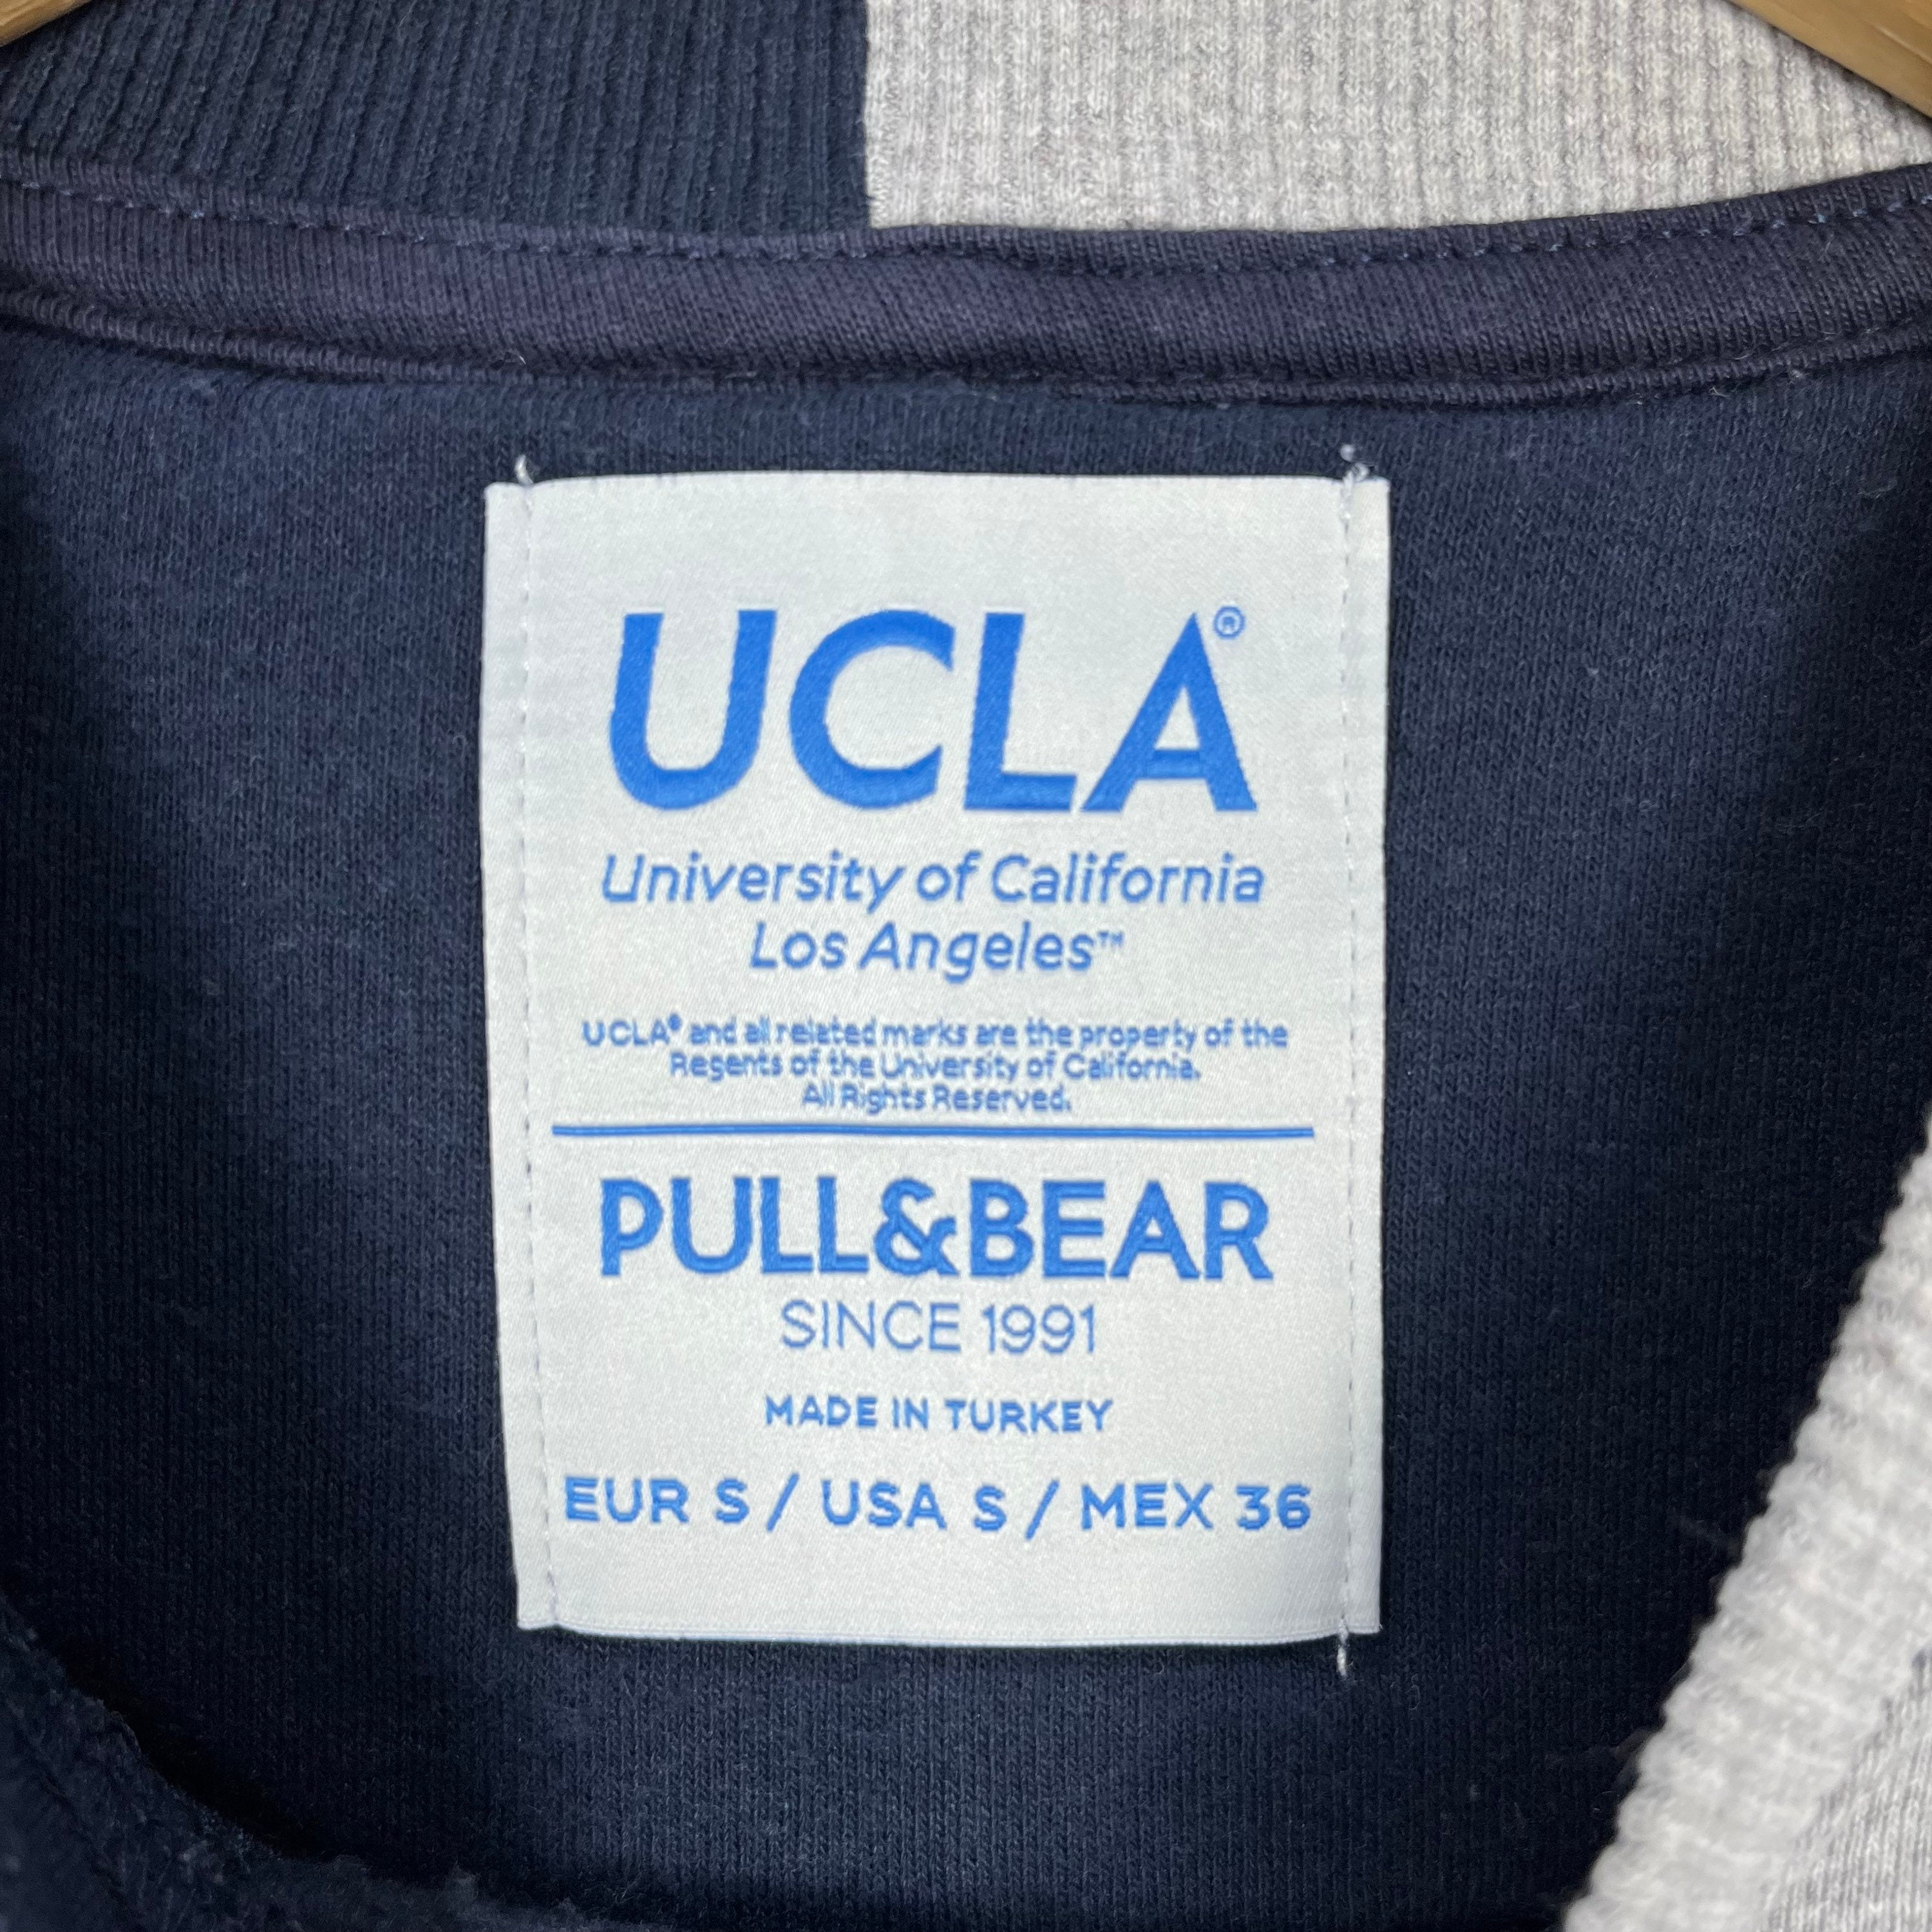 UCLA®
University of California
Los Angeles™
UCLA® and all related marks are the property of the
Regents of the University of California.
All Rights Reserved.
PULL&BEAR
SINCE 1991
MADE IN TURKEY
EUR S / USA S / MEX 36